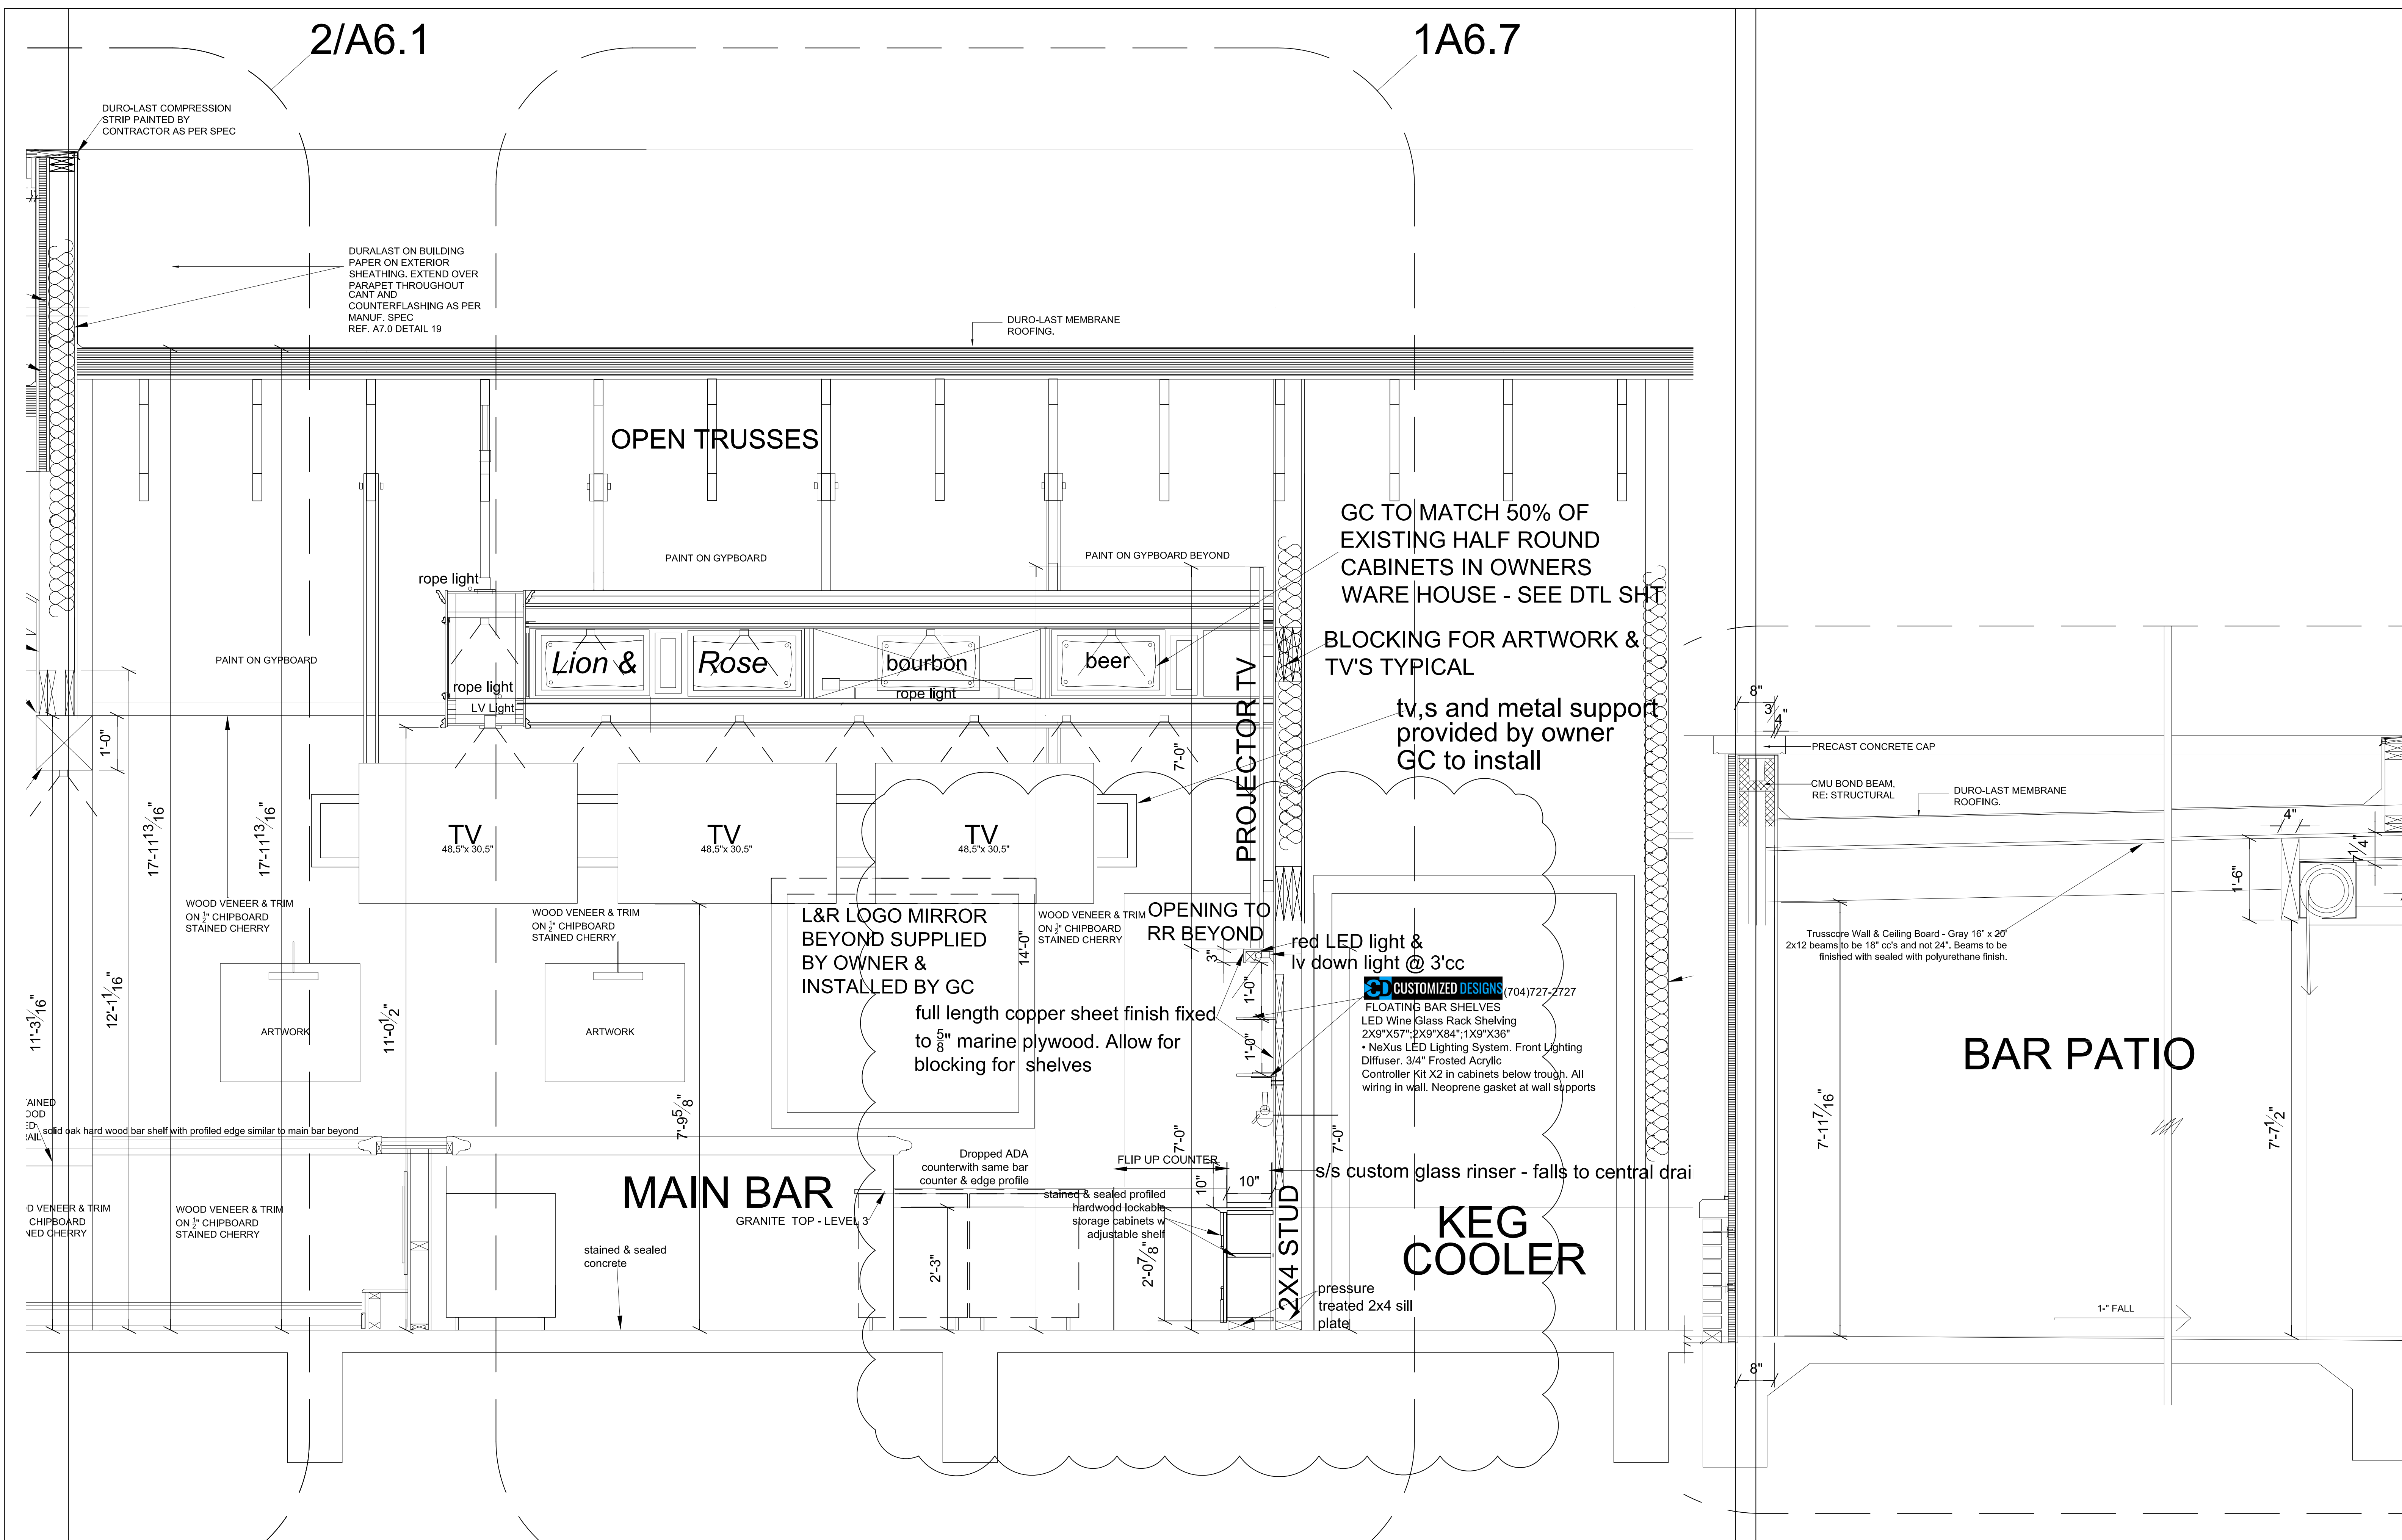 2/A6.1
1A6.7
DURO-LAST COMPRESSION
STRIP PAINTED BY
CONTRACTOR AS PER SPEC
DURALAST ON BUILDING
PAPER ON EXTERIOR
SHEATHING. EXTEND OVER
PARAPET THROUGHOUT
CANT AND
COUNTERFLASHING AS PER
MANUF. SPEC
REF. A7.0 DETAIL 19
DURO-LAST MEMBRANE
ROOFING.
OPEN TRUSSES
PAINT ON GYPBOARD
PAINT ON GYPBOARD BEYOND
GC TO MATCH 50% OF
EXISTING HALF ROUND
CABINETS IN OWNERS
WARE HOUSE - SEE DTL SHT
rope light
PAINT ON GYPBOARD
Lion &
Rose
bourbon
beer
BLOCKING FOR ARTWORK &
TV'S TYPICAL
rope light
rope light
LV Light
PROJECTOR TV
tv,s and metal support
provided by owner
GC to install
1'-0"
7'-0"
17'-11 13/16"
17'-11 13/16"
TV
48.5"x 30.5"
TV
48.5"x 30.5"
TV
48.5"x 30.5"
8"
3/4"
PRECAST CONCRETE CAP
CMU BOND BEAM,
RE: STRUCTURAL
DURO-LAST MEMBRANE
ROOFING.
4"
7 1/4"
1'-6"
WOOD VENEER & TRIM
ON 1/2" CHIPBOARD
STAINED CHERRY
WOOD VENEER & TRIM
ON 1/2" CHIPBOARD
STAINED CHERRY
L&R LOGO MIRROR
BEYOND SUPPLIED
BY OWNER &
INSTALLED BY GC
WOOD VENEER & TRIM
ON 1/2" CHIPBOARD
STAINED CHERRY
OPENING TO
RR BEYOND
14'-0"
3"
red LED light &
lv down light @ 3'cc
CD CUSTOMIZED DESIGNS (704)727-2727
FLOATING BAR SHELVES
LED Wine Glass Rack Shelving
2X9"X57";2X9"X84";1X9"X36"
• NeXus LED Lighting System. Front Lighting
Diffuser. 3/4" Frosted Acrylic
Controller Kit X2 in cabinets below trough. All
wiring in wall. Neoprene gasket at wall supports
Trusscore Wall & Ceiling Board - Gray 16" x 20'
2x12 beams to be 18" cc's and not 24". Beams to be
finished with sealed with polyurethane finish.
11'-3 1/16"
12'-1 1/16"
ARTWORK
11'-0 1/2"
ARTWORK
full length copper sheet finish fixed
to 5/8" marine plywood. Allow for
blocking for shelves
1'-0"
1'-0"
BAR PATIO
7'-11 7/16"
7'-7 1/2"
AINED
OOD
ED
RAIL
solid oak hard wood bar shelf with profiled edge similar to main bar beyond
7'-9 5/8"
Dropped ADA
counterwith same bar
counter & edge profile
FLIP UP COUNTER
7'-0"
7'-0"
10"
10"
s/s custom glass rinser - falls to central drai
MAIN BAR
GRANITE TOP - LEVEL 3
stained & sealed profiled
hardwood lockable
storage cabinets w
adjustable shelf
D VENEER & TRIM
CHIPBOARD
NED CHERRY
WOOD VENEER & TRIM
ON 1/2" CHIPBOARD
STAINED CHERRY
stained & sealed
concrete
2'-3"
2'-0 7/8"
2X4 STUD
KEG
COOLER
pressure
treated 2x4 sill
plate
1-" FALL
8"